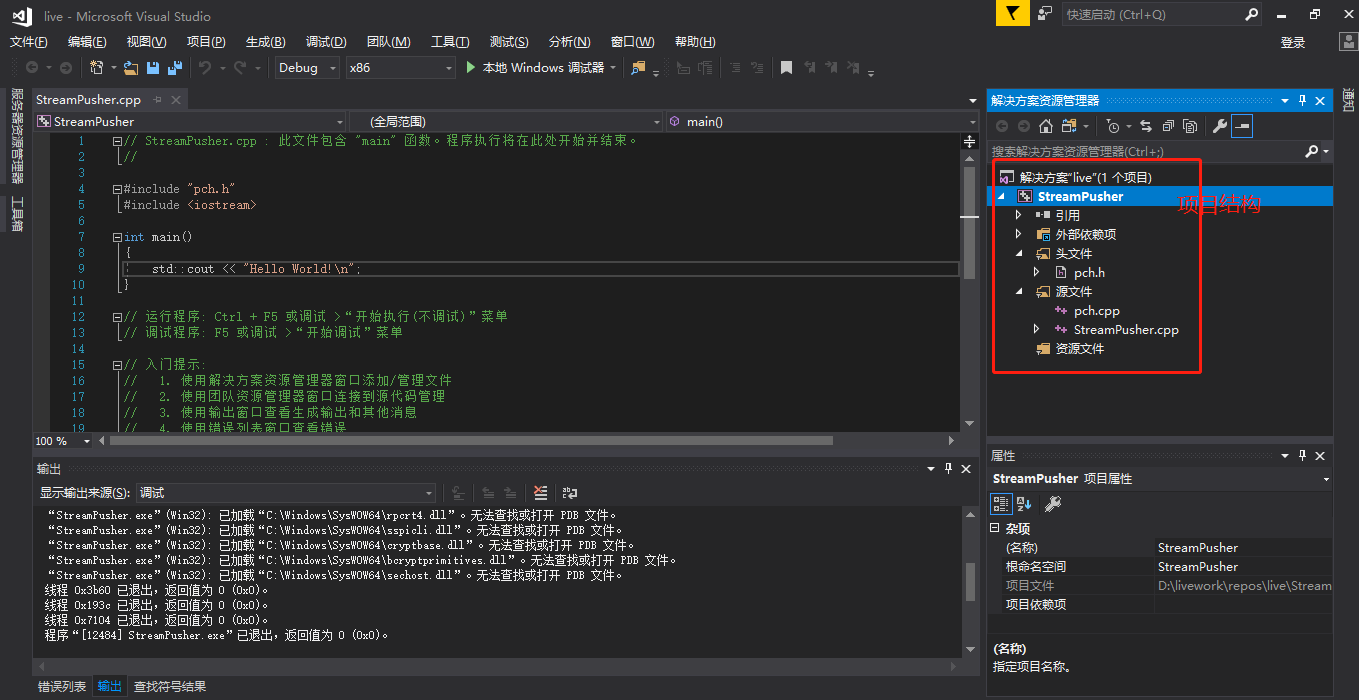 live - Microsoft Visual Studio
快速启动 (Ctrl+Q)
文件(F) 编辑(E) 视图(V) 项目(P) 生成(B) 调试(D) 团队(M) 工具(T) 测试(S) 分析(N) 窗口(W) 帮助(H)
登录
Debug x86 本地 Windows 调试器
服务器资源管理器
工具箱
通知
StreamPusher.cpp
StreamPusher (全局范围) main()
1 // StreamPusher.cpp : 此文件包含 "main" 函数。程序执行将在此处开始并结束。
2 //
3
4 #include "pch.h"
5 #include <iostream>
6
7 int main()
8 {
9 std::cout << "Hello World!\n";
10 }
11
12 // 运行程序: Ctrl + F5 或调试 >“开始执行(不调试)”菜单
13 // 调试程序: F5 或调试 >“开始调试”菜单
14
15 // 入门提示:
16 // 1. 使用解决方案资源管理器窗口添加/管理文件
17 // 2. 使用团队资源管理器窗口连接到源代码管理
18 // 3. 使用输出窗口查看生成输出和其他消息
19 // 4. 使用错误列表窗口查看错误
100 %
输出
显示输出来源(S): 调试
“StreamPusher.exe”(Win32): 已加载“C:\Windows\SysWOW64\rpcrt4.dll”。无法查找或打开 PDB 文件。
“StreamPusher.exe”(Win32): 已加载“C:\Windows\SysWOW64\sspicli.dll”。无法查找或打开 PDB 文件。
“StreamPusher.exe”(Win32): 已加载“C:\Windows\SysWOW64\cryptbase.dll”。无法查找或打开 PDB 文件。
“StreamPusher.exe”(Win32): 已加载“C:\Windows\SysWOW64\bcryptprimitives.dll”。无法查找或打开 PDB 文件。
“StreamPusher.exe”(Win32): 已加载“C:\Windows\SysWOW64\sechost.dll”。无法查找或打开 PDB 文件。
线程 0x3b60 已退出，返回值为 0 (0x0)。
线程 0x193c 已退出，返回值为 0 (0x0)。
线程 0x7104 已退出，返回值为 0 (0x0)。
程序“[12484] StreamPusher.exe”已退出，返回值为 0 (0x0)。
错误列表 输出 查找符号结果
解决方案资源管理器
搜索解决方案资源管理器(Ctrl+;)
解决方案"live"(1 个项目)
StreamPusher
项目结构
引用
外部依赖项
头文件
pch.h
源文件
pch.cpp
StreamPusher.cpp
资源文件
属性
StreamPusher 项目属性
杂项
(名称) StreamPusher
根命名空间 StreamPusher
项目文件 D:\livework\repos\live\Stream
项目依赖项
(名称)
指定项目名称。